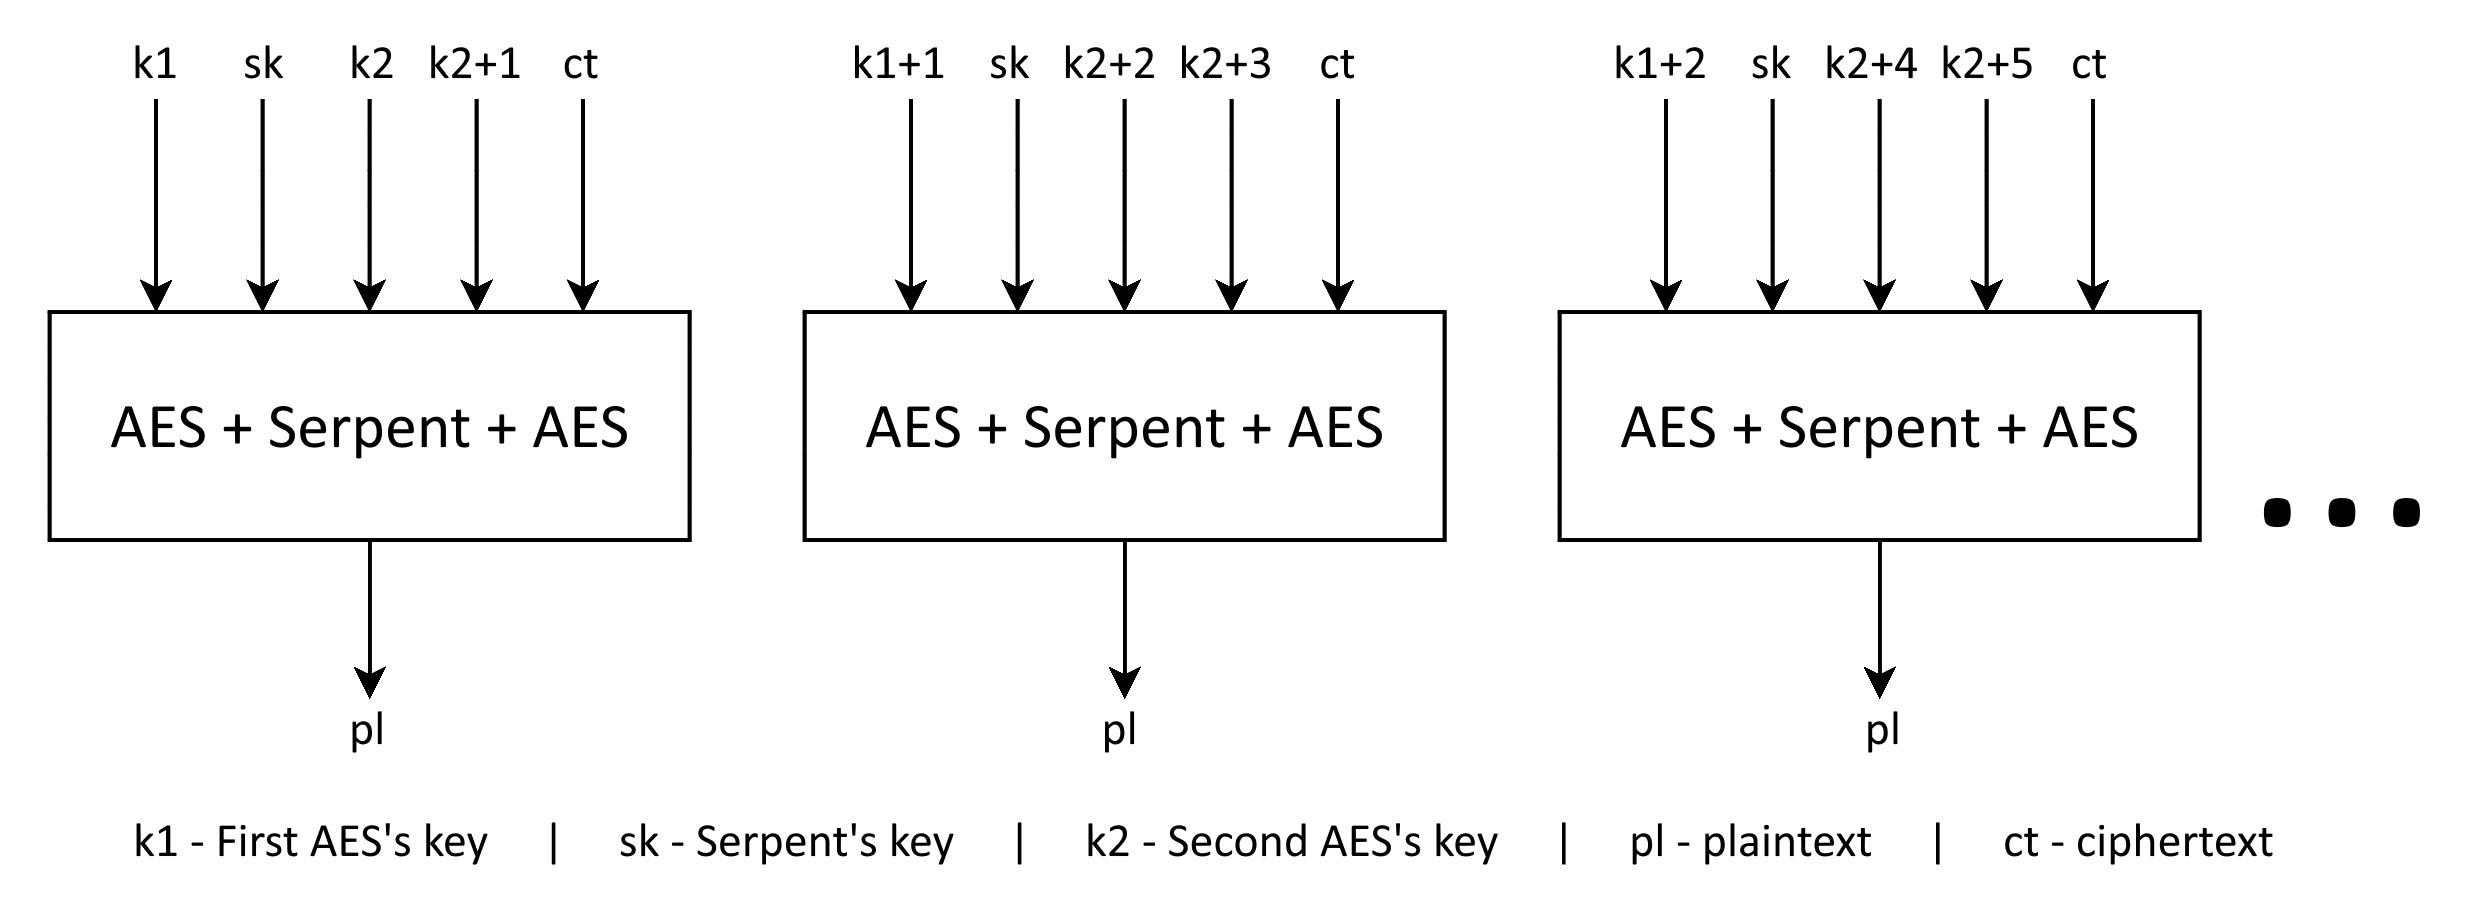 k1 sk k2 k2+1 ct k1+1 sk k2+2 k2+3 ct k1+2 sk k2+4 k2+5 ct
AES + Serpent + AES AES + Serpent + AES AES + Serpent + AES
...
pl pl pl
k1 - First AES's key | sk - Serpent's key | k2 - Second AES's key | pl - plaintext | ct - ciphertext